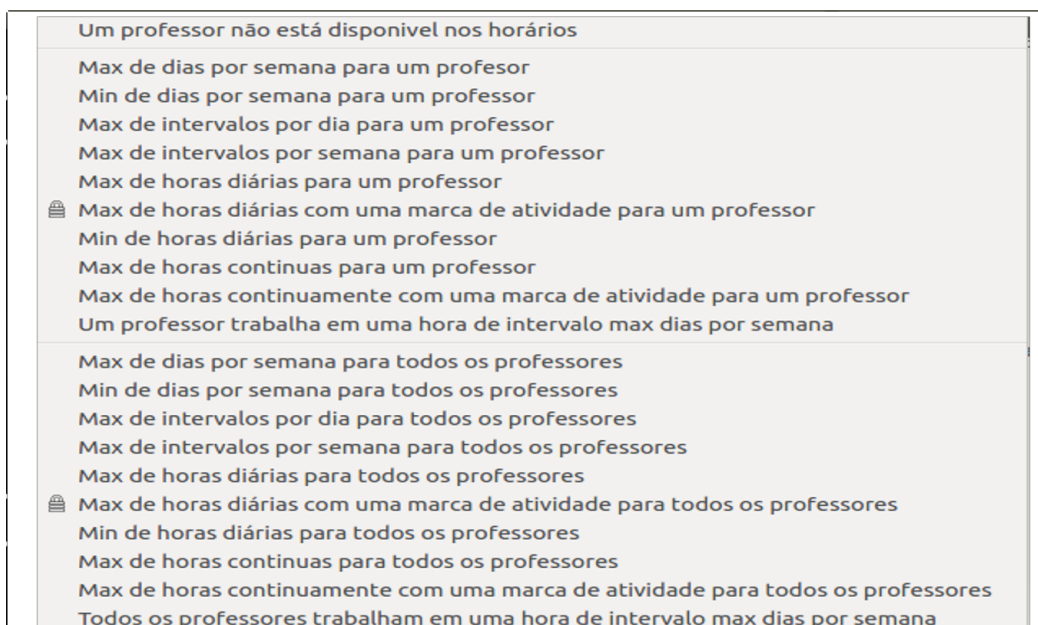 Um professor não está disponivel nos horários
Max de dias por semana para um profesor
Min de dias por semana para um professor
Max de intervalos por dia para um professor
Max de intervalos por semana para um professor
Max de horas diárias para um professor
Max de horas diárias com uma marca de atividade para um professor
Min de horas diárias para um professor
Max de horas continuas para um professor
Max de horas continuamente com uma marca de atividade para um professor
Um professor trabalha em uma hora de intervalo max dias por semana
Max de dias por semana para todos os professores
Min de dias por semana para todos os professores
Max de intervalos por dia para todos os professores
Max de intervalos por semana para todos os professores
Max de horas diárias para todos os professores
Max de horas diárias com uma marca de atividade para todos os professores
Min de horas diárias para todos os professores
Max de horas continuas para todos os professores
Max de horas continuamente com uma marca de atividade para todos os professores
Todos os professores trabalham em uma hora de intervalo max dias por semana